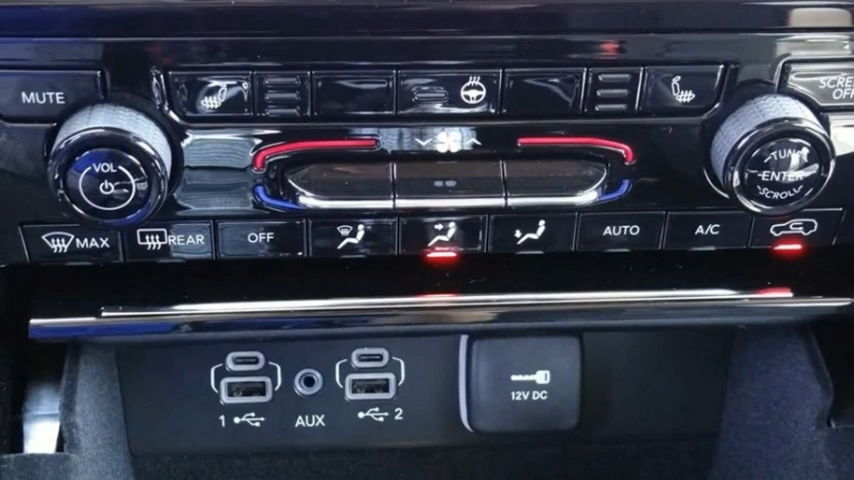 MUTE
SCREEN
OFF
VOL
TUNE
ENTER
SCROLL
MAX
REAR
OFF
AUTO
A/C
1
AUX
2
12V DC